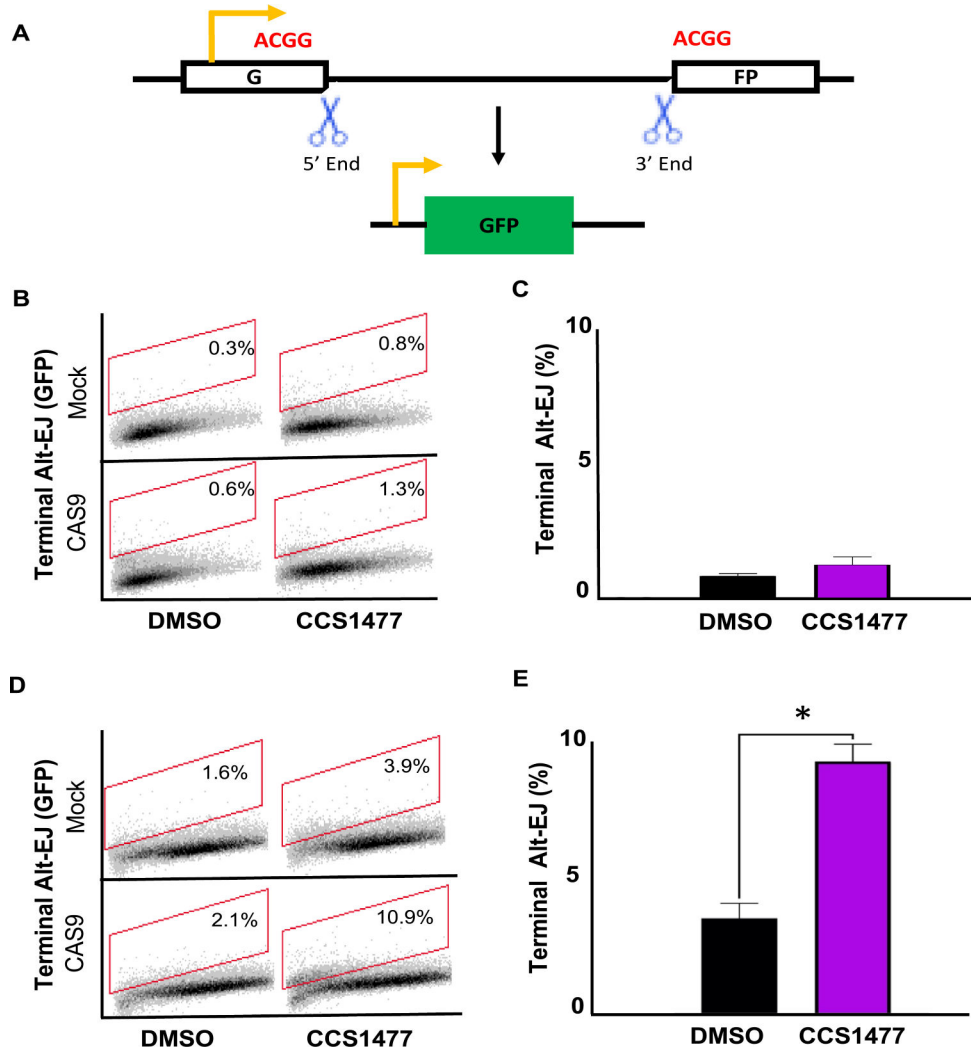 A
ACGG
ACGG
G
FP
5' End
3' End
GFP
B
Terminal Alt-EJ (GFP)
Mock
CAS9
0.3%
0.8%
0.6%
1.3%
DMSO
CCS1477
C
Terminal Alt-EJ (%)
10
5
0
DMSO
CCS1477
D
Terminal Alt-EJ (GFP)
Mock
CAS9
1.6%
3.9%
2.1%
10.9%
DMSO
CCS1477
E
Terminal Alt-EJ (%)
10
5
0
*
DMSO
CCS1477